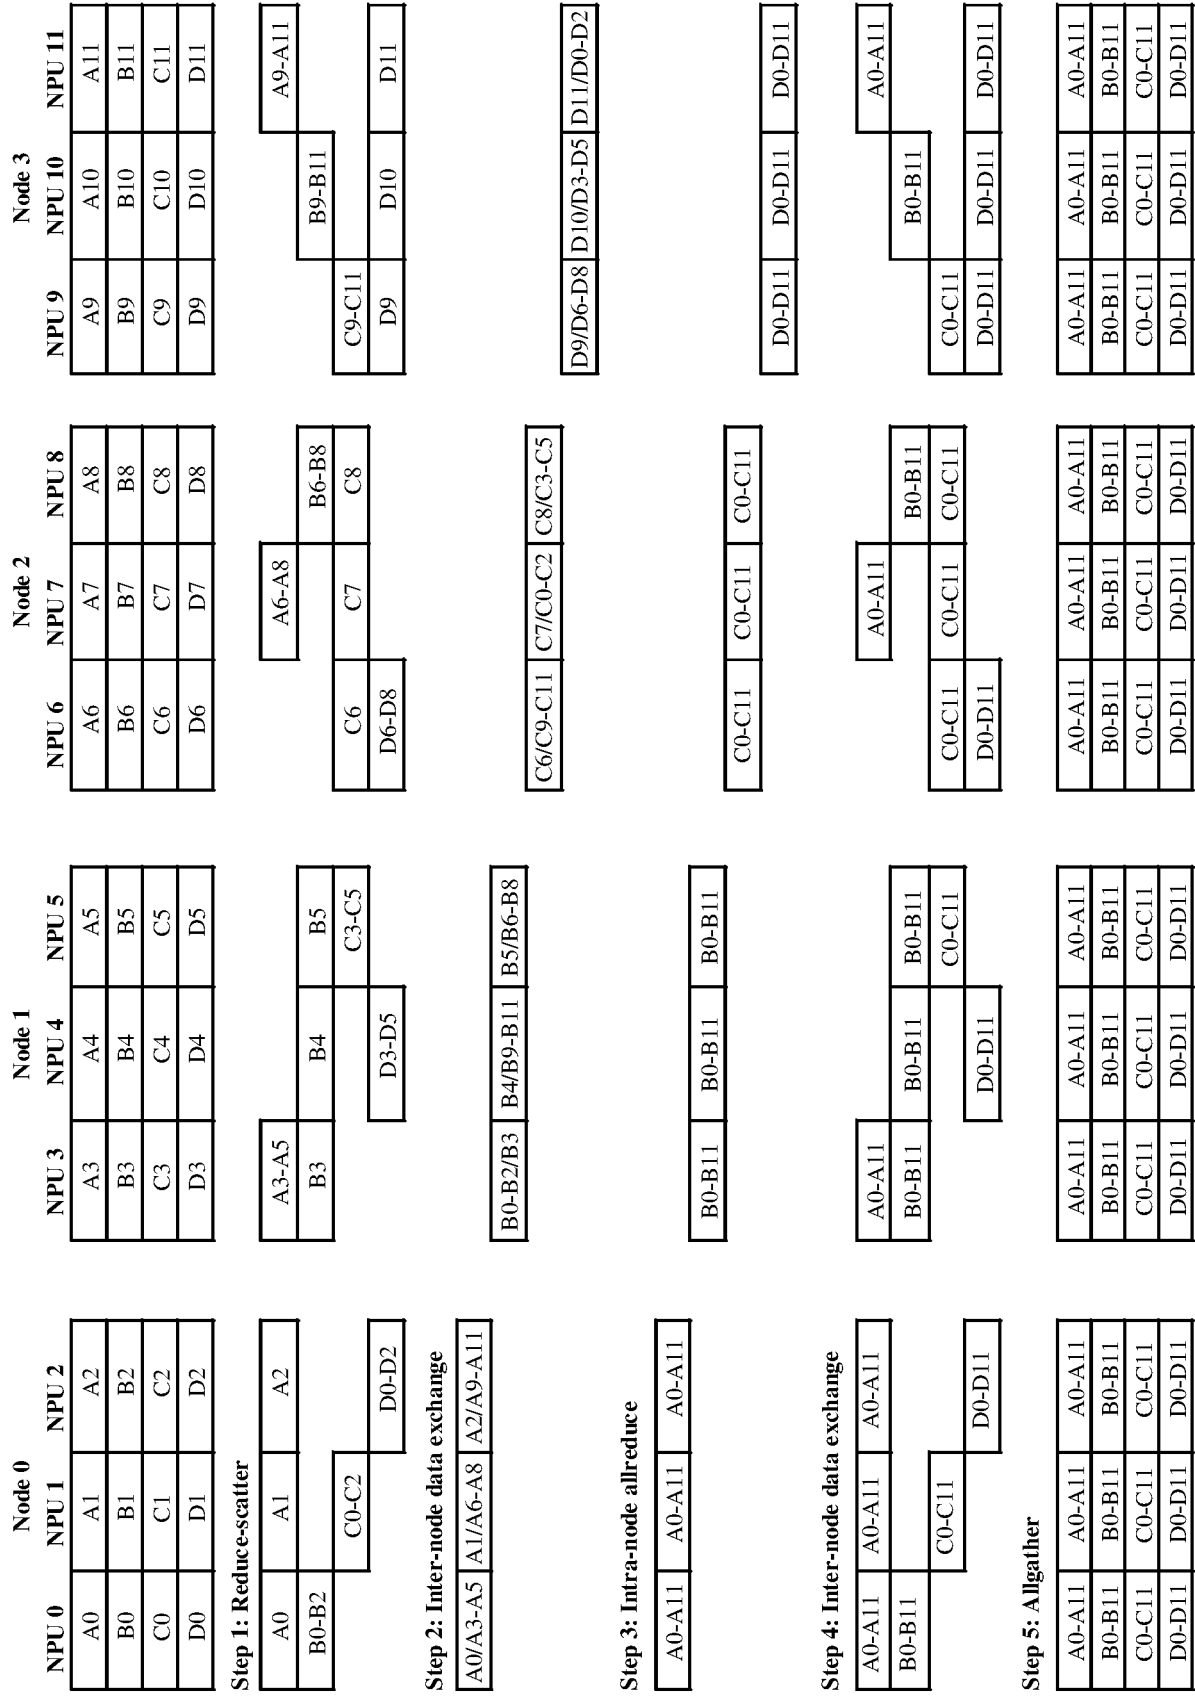 Node 0 Node 1 Node 2 Node 3
NPU 0 NPU 1 NPU 2 NPU 3 NPU 4 NPU 5 NPU 6 NPU 7 NPU 8 NPU 9 NPU 10 NPU 11
A0 A1 A2 A3 A4 A5 A6 A7 A8 A9 A10 A11
B0 B1 B2 B3 B4 B5 B6 B7 B8 B9 B10 B11
C0 C1 C2 C3 C4 C5 C6 C7 C8 C9 C10 C11
D0 D1 D2 D3 D4 D5 D6 D7 D8 D9 D10 D11
Step 1: Reduce-scatter
A0 A1 A2 A3-A5 A6-A8 A9-A11
B0-B2 B3 B4 B5 B6-B8 B9-B11
C0-C2 C3-C5 C6 C7 C8 C9-C11
D0-D2 D3-D5 D6-D8 D9 D10 D11
Step 2: Inter-node data exchange
A0/A3-A5 A1/A6-A8 A2/A9-A11
B0-B2/B3 B4/B9-B11 B5/B6-B8
C6/C9-C11 C7/C0-C2 C8/C3-C5
D9/D6-D8 D10/D3-D5 D11/D0-D2
Step 3: Intra-node allreduce
A0-A11 A0-A11 A0-A11
B0-B11 B0-B11 B0-B11
C0-C11 C0-C11 C0-C11
D0-D11 D0-D11 D0-D11
Step 4: Inter-node data exchange
A0-A11 A0-A11 A0-A11 A0-A11 A0-A11 A0-A11
B0-B11 B0-B11 B0-B11 B0-B11 B0-B11 B0-B11
C0-C11 C0-C11 C0-C11 C0-C11 C0-C11 C0-C11
D0-D11 D0-D11 D0-D11 D0-D11 D0-D11 D0-D11
Step 5: Allgather
A0-A11 A0-A11 A0-A11 A0-A11 A0-A11 A0-A11 A0-A11 A0-A11 A0-A11 A0-A11 A0-A11 A0-A11
B0-B11 B0-B11 B0-B11 B0-B11 B0-B11 B0-B11 B0-B11 B0-B11 B0-B11 B0-B11 B0-B11 B0-B11
C0-C11 C0-C11 C0-C11 C0-C11 C0-C11 C0-C11 C0-C11 C0-C11 C0-C11 C0-C11 C0-C11 C0-C11
D0-D11 D0-D11 D0-D11 D0-D11 D0-D11 D0-D11 D0-D11 D0-D11 D0-D11 D0-D11 D0-D11 D0-D11